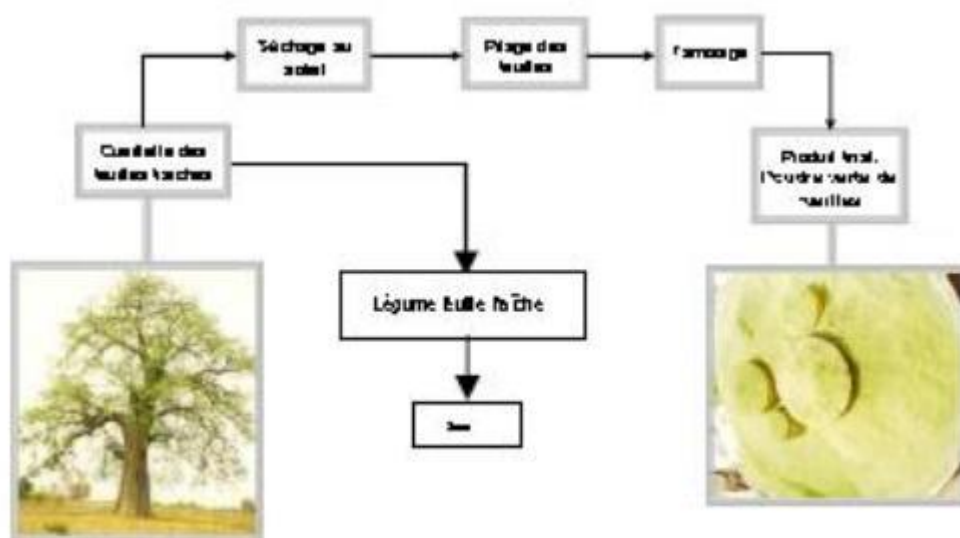 Séchage au
soleil
Pilage des
feuilles
Tamisage
Cueillette des
feuilles fraîches
Produit final.
Poudre verte de
feuilles
Légume feuille fraîche